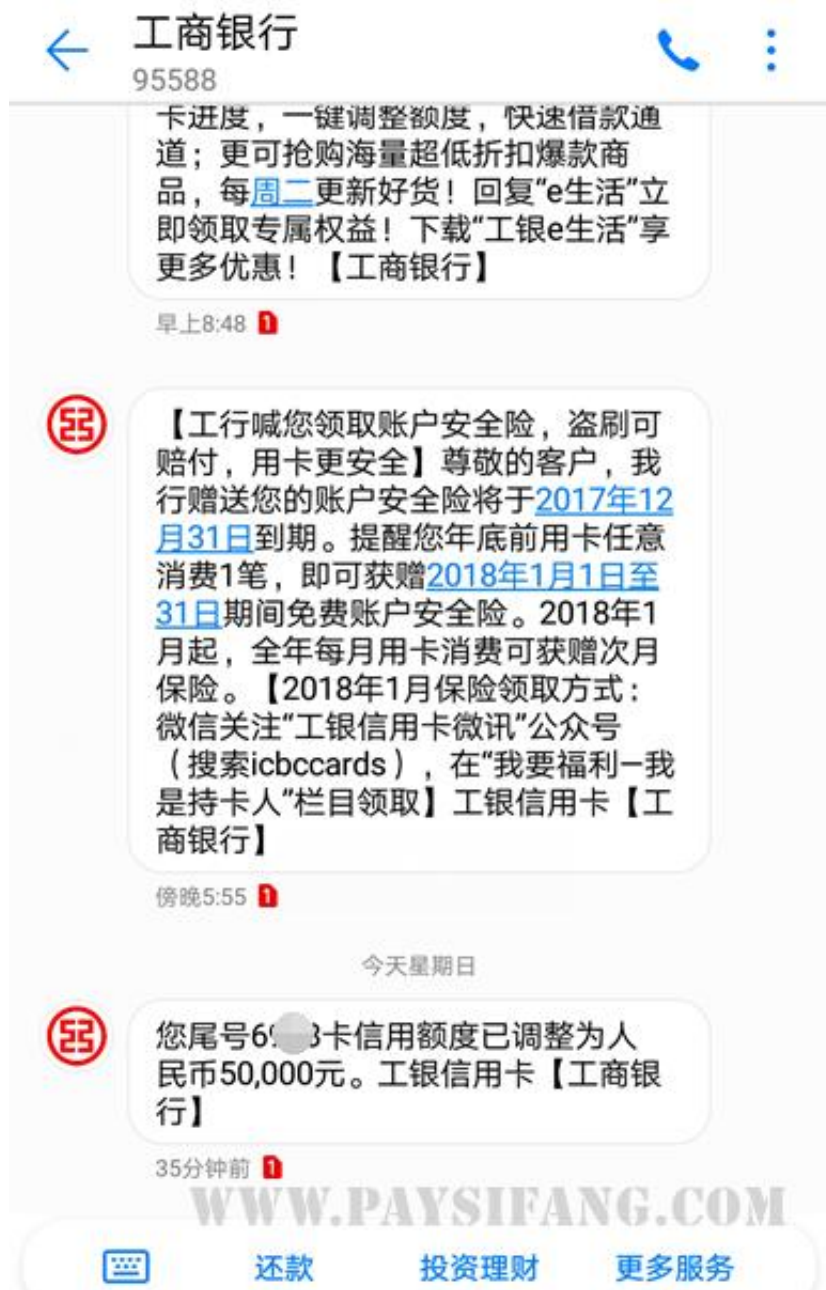 工商银行
95588
卡进度，一键调整额度，快速借款通
道；更可抢购海量超低折扣爆款商
品，每周二更新好货！回复“e生活”立
即领取专属权益！下载“工银e生活”享
更多优惠！【工商银行】
早上8:48 1
【工行喊您领取账户安全险，盗刷可
赔付，用卡更安全】尊敬的客户，我
行赠送您的账户安全险将于2017年12
月31日到期。提醒您年底前用卡任意
消费1笔，即可获赠2018年1月1日至
31日期间免费账户安全险。2018年1
月起，全年每月用卡消费可获赠次月
保险。【2018年1月保险领取方式：
微信关注“工银信用卡微讯”公众号
（搜索icbccards），在“我要福利—我
是持卡人”栏目领取】工银信用卡【工
商银行】
傍晚5:55 1
今天星期日
您尾号6 3卡信用额度已调整为人
民币50,000元。工银信用卡【工商银
行】
35分钟前 1
WWW.PAYSIFANG.COM
还款 投资理财 更多服务